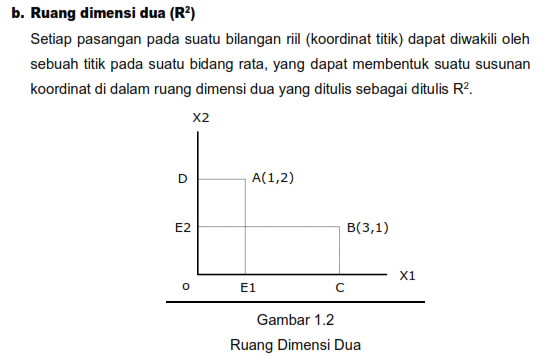 b. Ruang dimensi dua (R²)
Setiap pasangan pada suatu bilangan riil (koordinat titik) dapat diwakili oleh
sebuah titik pada suatu bidang rata, yang dapat membentuk suatu susunan
koordinat di dalam ruang dimensi dua yang ditulis sebagai ditulis R².
X2
D
A(1,2)
E2
B(3,1)
X1
o
E1
C
Gambar 1.2
Ruang Dimensi Dua